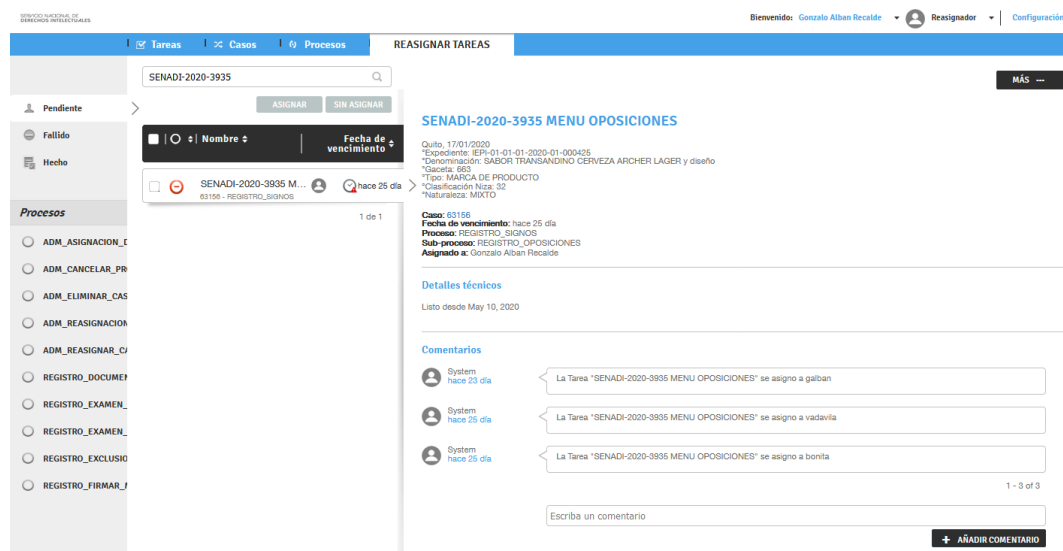 SERVICIO NACIONAL DE
DERECHOS INTELECTUALES
Bienvenido: Gonzalo Alban Recalde
Reasignador
Configuración
Tareas
Casos
Procesos
REASIGNAR TAREAS
SENADI-2020-3935
MÁS ---
ASIGNAR
SIN ASIGNAR
Pendiente
Fallido
Hecho
Nombre
Fecha de
vencimiento
SENADI-2020-3935 M...
hace 25 día
63156 - REGISTRO_SIGNOS
1 de 1
Procesos
ADM_ASIGNACION_D
ADM_CANCELAR_PR
ADM_ELIMINAR_CAS
ADM_REASIGNACION
ADM_REASIGNAR_CA
REGISTRO_DOCUMEN
REGISTRO_EXAMEN_
REGISTRO_EXAMEN_
REGISTRO_EXCLUSIO
REGISTRO_FIRMAR_
SENADI-2020-3935 MENU OPOSICIONES
Quito, 17/01/2020
*Expediente: IEPI-01-01-01-2020-01-000425
*Denominación: SABOR TRANSANDINO CERVEZA ARCHER LAGER y diseño
*Gaceta: 663
*Tipo: MARCA DE PRODUCTO
*Clasificación Niza: 32
*Naturaleza: MIXTO
Caso: 63156
Fecha de vencimiento: hace 25 día
Proceso: REGISTRO_SIGNOS
Sub-proceso: REGISTRO_OPOSICIONES
Asignado a: Gonzalo Alban Recalde
Detalles técnicos
Listo desde May 10, 2020
Comentarios
System
hace 23 día
La Tarea "SENADI-2020-3935 MENU OPOSICIONES" se asigno a galban
System
hace 25 día
La Tarea "SENADI-2020-3935 MENU OPOSICIONES" se asigno a vadavila
System
hace 25 día
La Tarea "SENADI-2020-3935 MENU OPOSICIONES" se asigno a bonita
1 - 3 of 3
Escriba un comentario
+ AÑADIR COMENTARIO